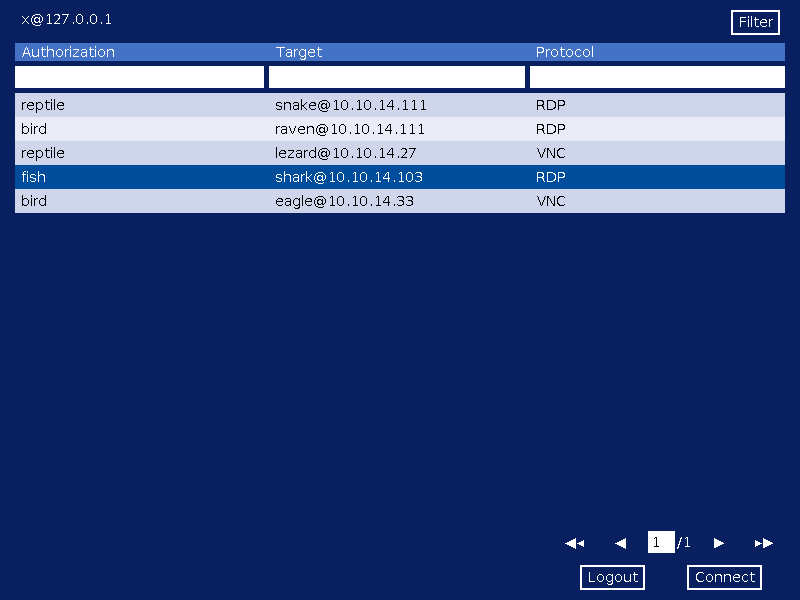 x@127.0.0.1
Filter
Authorization Target Protocol
reptile snake@10.10.14.111 RDP
bird raven@10.10.14.111 RDP
reptile lezard@10.10.14.27 VNC
fish shark@10.10.14.103 RDP
bird eagle@10.10.14.33 VNC
1 /1
Logout Connect